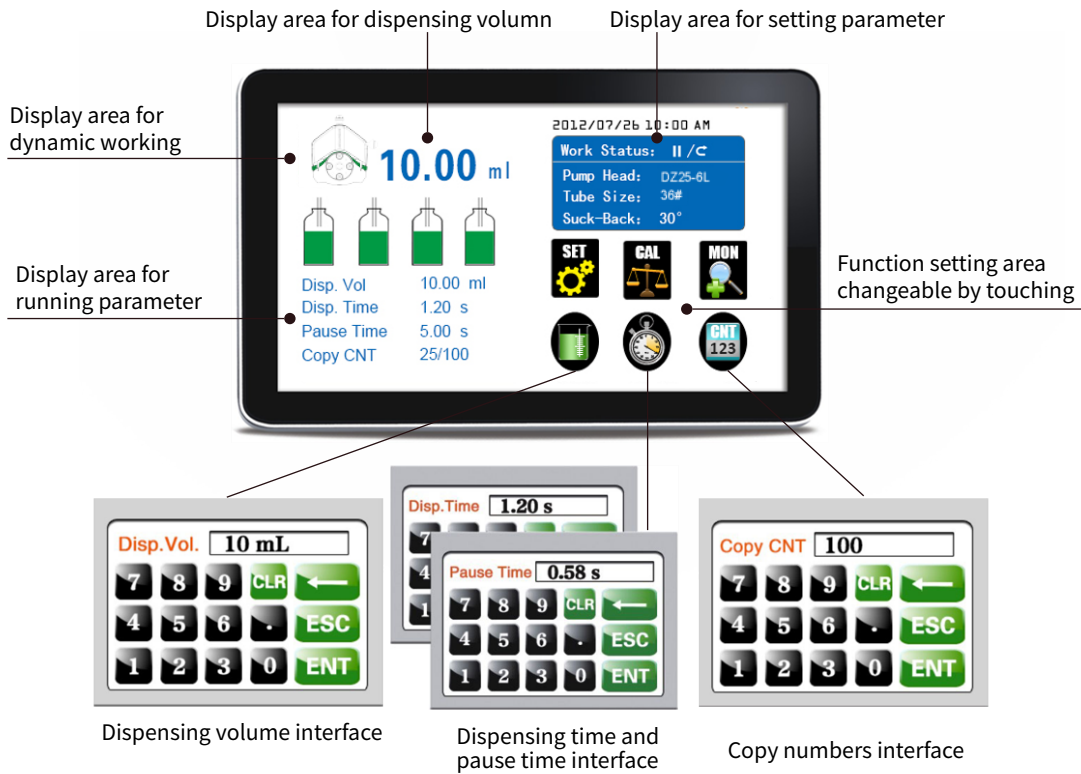 Display area for dispensing volumn
Display area for setting parameter
Display area for
dynamic working
10.00 ml
2012/07/26 10:00 AM
Work Status: /
Pump Head: DZ25-6L
Tube Size: 36#
Suck-Back: 30°
SET
CAL
MON
Display area for
running parameter
Function setting area
changeable by touching
Disp. Vol 10.00 ml
Disp. Time 1.20 s
Pause Time 5.00 s
Copy CNT 25/100
CNT
123
Disp.Vol. 10 mL
7 8 9 CLR
4 5 6 . ESC
1 2 3 0 ENT
Disp.Time 1.20 s
7
4
1
Pause Time 0.58 s
7 8 9 CLR
4 5 6 . ESC
1 2 3 0 ENT
Copy CNT 100
7 8 9 CLR
4 5 6 . ESC
1 2 3 0 ENT
Dispensing volume interface
Dispensing time and
pause time interface
Copy numbers interface